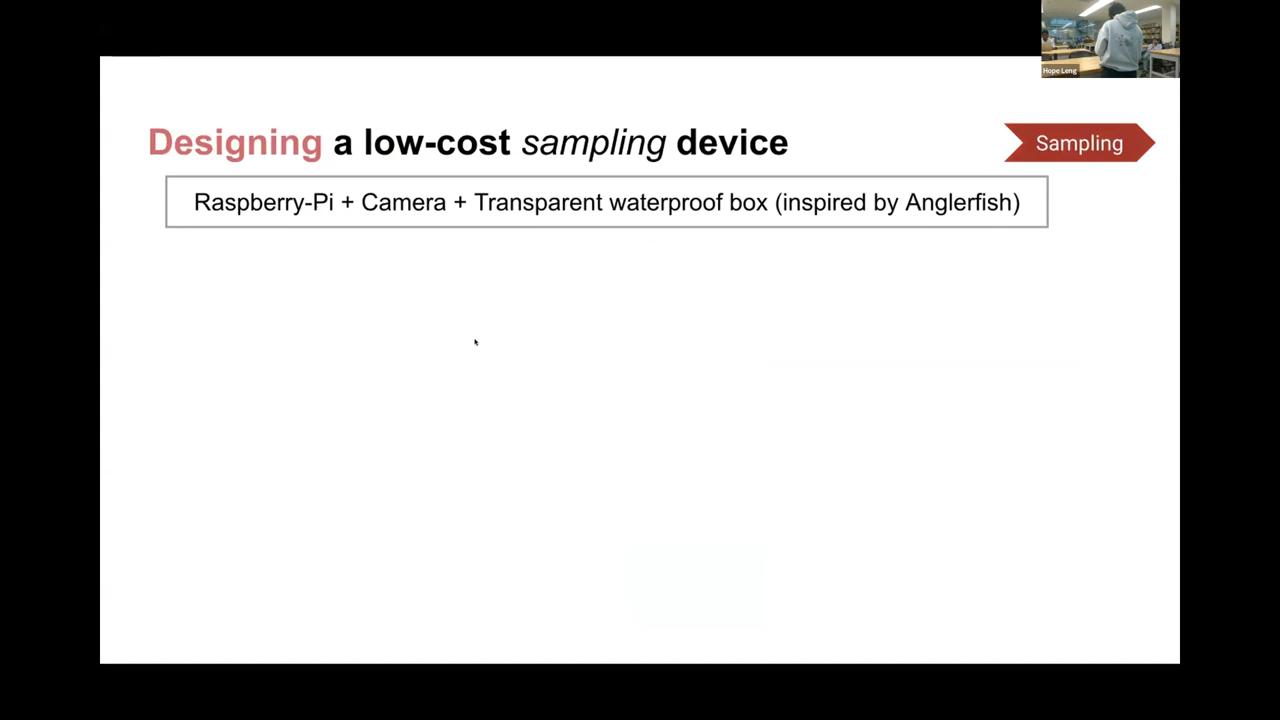 Hope Leng
Designing a low-cost sampling device
Sampling
Raspberry-Pi + Camera + Transparent waterproof box (inspired by Anglerfish)